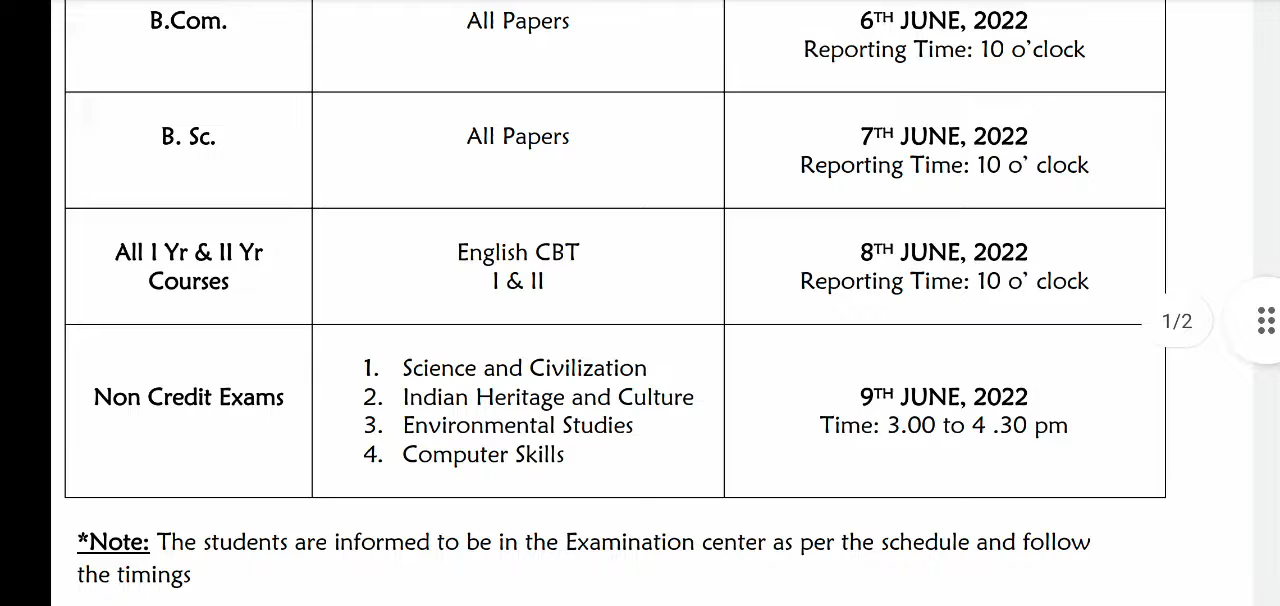 B.Com.
All Papers
6TH JUNE, 2022
Reporting Time: 10 o'clock
B. Sc.
All Papers
7TH JUNE, 2022
Reporting Time: 10 o' clock
All I Yr & II Yr
Courses
English CBT
I & II
8TH JUNE, 2022
Reporting Time: 10 o' clock
1/2
Non Credit Exams
1. Science and Civilization
2. Indian Heritage and Culture
3. Environmental Studies
4. Computer Skills
9TH JUNE, 2022
Time: 3.00 to 4 .30 pm
*Note: The students are informed to be in the Examination center as per the schedule and follow
the timings